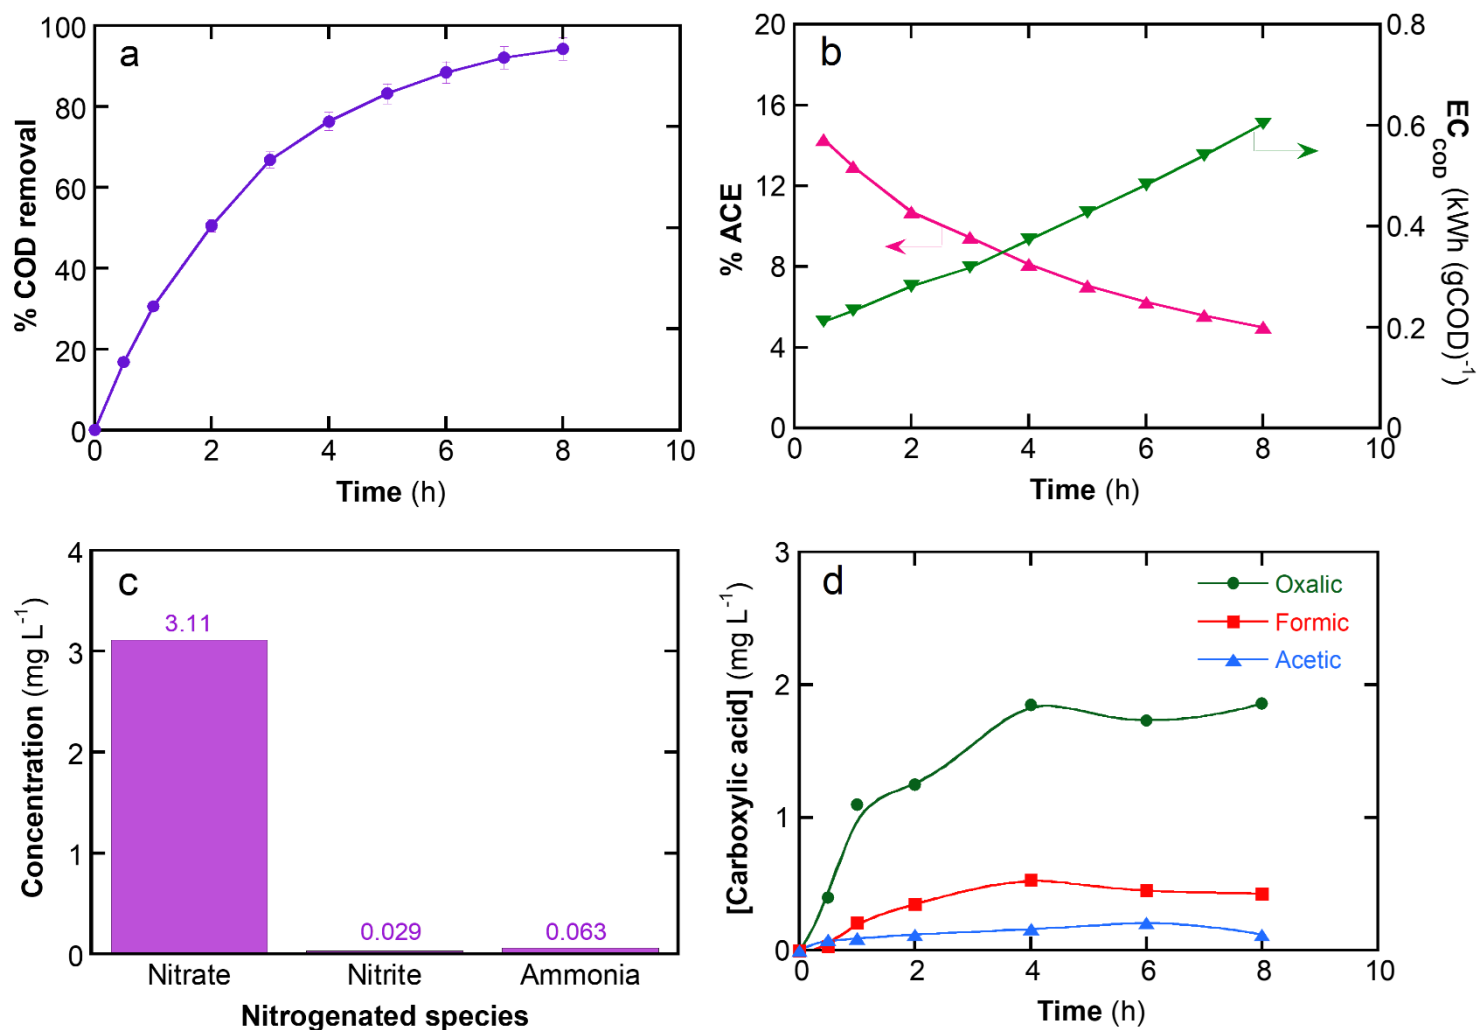 a
% COD removal
100
80
60
40
20
0
0 2 4 6 8 10
Time (h)
b
% ACE
20
16
12
8
4
0
0 2 4 6 8 10
Time (h)
0.8
0.6
0.4
0.2
0
EC_COD (kWh (gCOD)^-1)
c
Concentration (mg L^-1)
4
3
2
1
0
3.11
0.029
0.063
Nitrate Nitrite Ammonia
Nitrogenated species
d
[Carboxylic acid] (mg L^-1)
3
2
1
0
Oxalic
Formic
Acetic
0 2 4 6 8 10
Time (h)